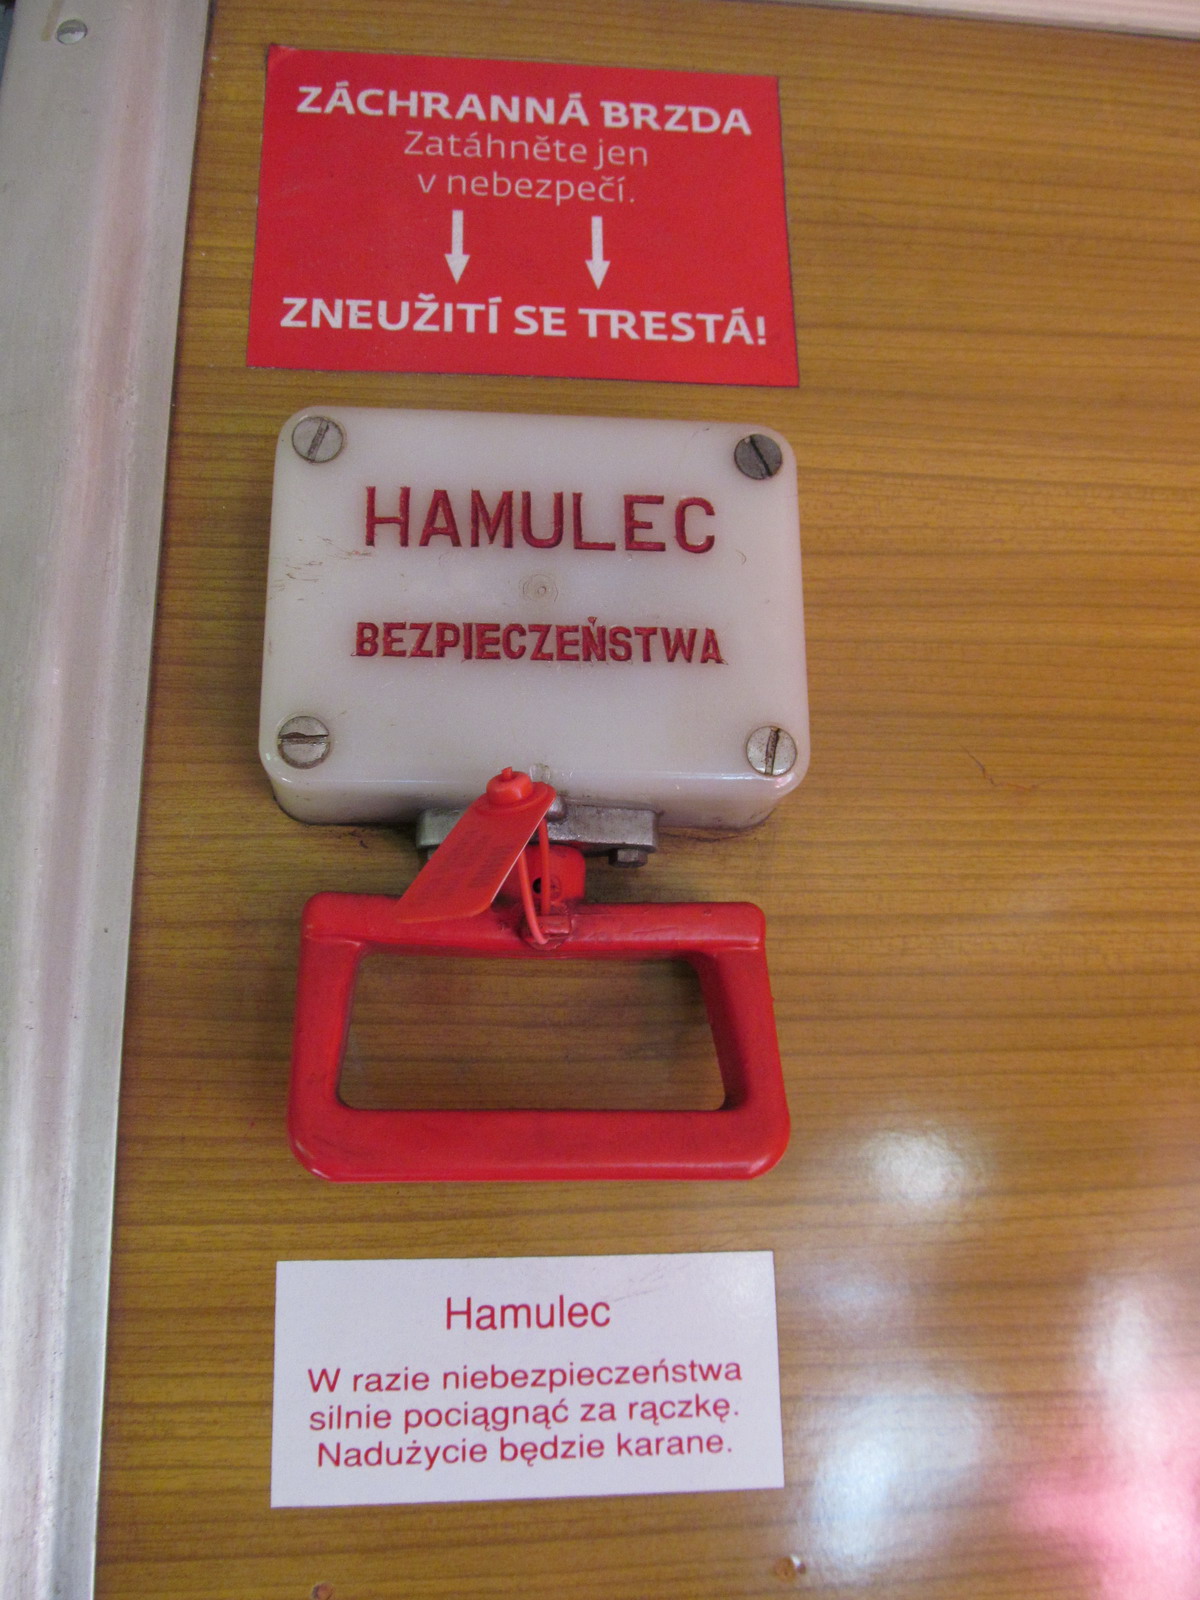 ZÁCHRANNÁ BRZDA
Zatáhněte jen
v nebezpečí.
ZNEUŽITÍ SE TRESTÁ!
HAMULEC
BEZPIECZEŃSTWA
Hamulec
W razie niebezpieczeństwa
silnie pociągnąć za rączkę.
Nadużycie będzie karane.